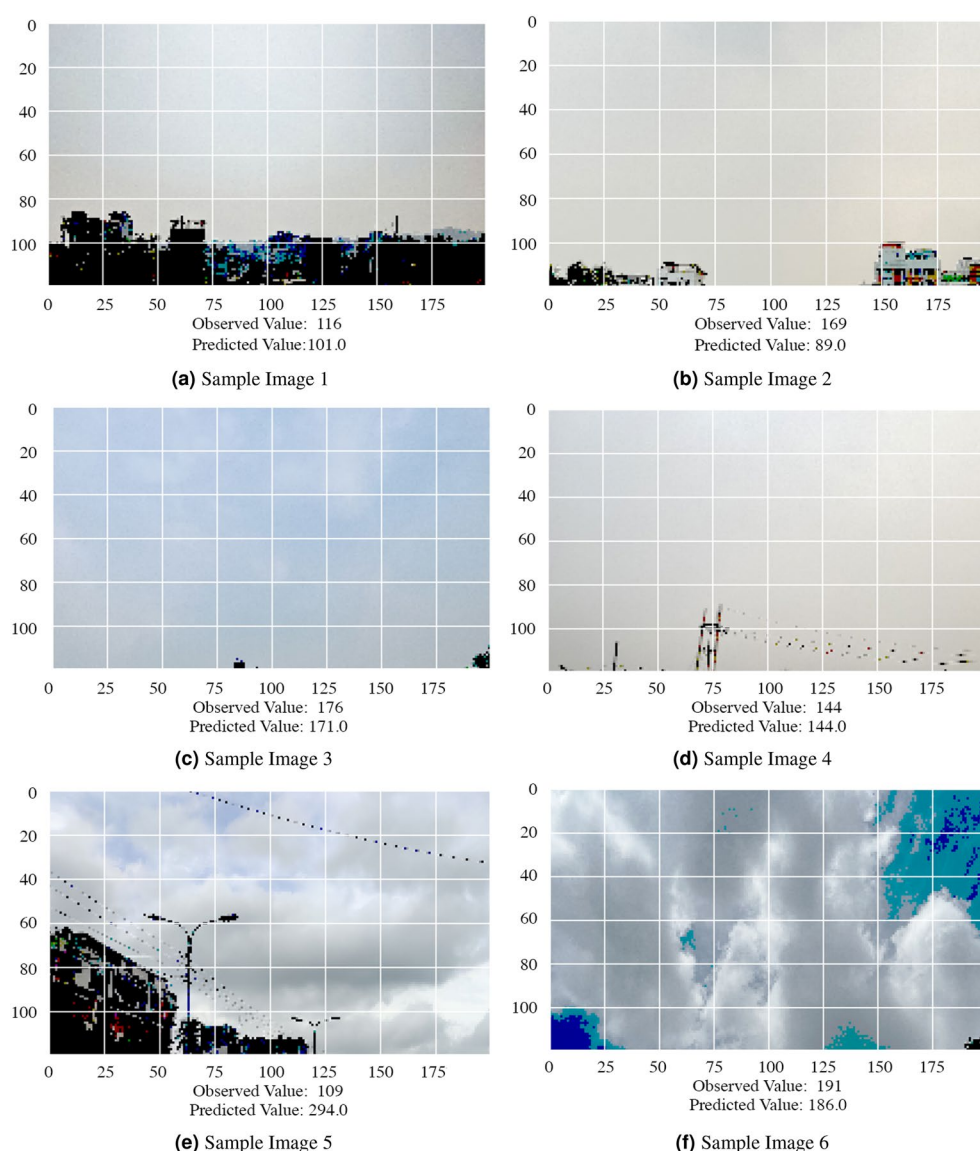 0
20
40
60
80
100
0 25 50 75 100 125 150 175
Observed Value: 116
Predicted Value:101.0
(a) Sample Image 1
0
20
40
60
80
100
0 25 50 75 100 125 150 175
Observed Value: 169
Predicted Value: 89.0
(b) Sample Image 2
0
20
40
60
80
100
0 25 50 75 100 125 150 175
Observed Value: 176
Predicted Value: 171.0
(c) Sample Image 3
0
20
40
60
80
100
0 25 50 75 100 125 150 175
Observed Value: 144
Predicted Value: 144.0
(d) Sample Image 4
0
20
40
60
80
100
0 25 50 75 100 125 150 175
Observed Value: 109
Predicted Value: 294.0
(e) Sample Image 5
0
20
40
60
80
100
0 25 50 75 100 125 150 175
Observed Value: 191
Predicted Value: 186.0
(f) Sample Image 6